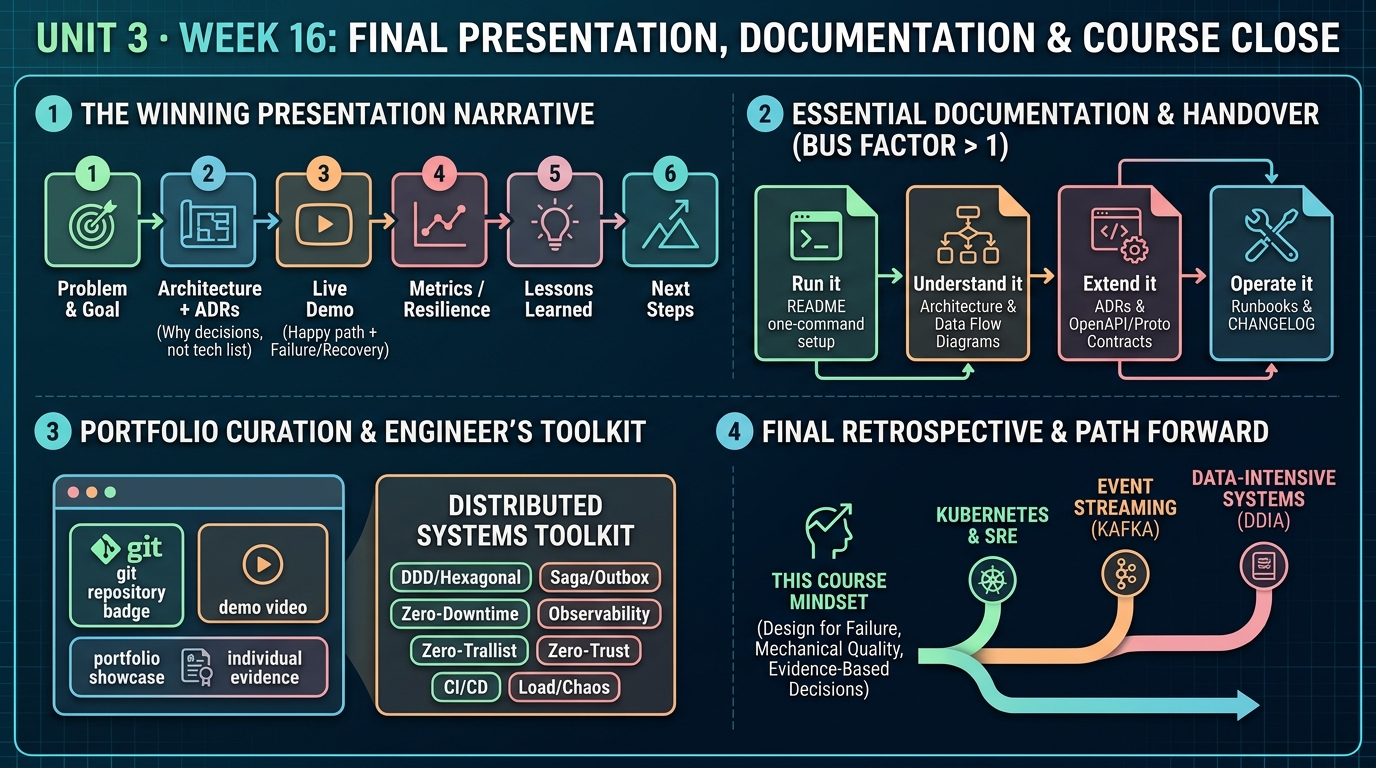 UNIT 3 · WEEK 16: FINAL PRESENTATION, DOCUMENTATION & COURSE CLOSE
1 THE WINNING PRESENTATION NARRATIVE
1
Problem
& Goal
2
Architecture
+ ADRs
(Why decisions,
not tech list)
3
Live
Demo
(Happy path +
Failure/Recovery)
4
Metrics /
Resilience
5
Lessons
Learned
6
Next
Steps
2 ESSENTIAL DOCUMENTATION & HANDOVER
(BUS FACTOR > 1)
Run it
README
one-command
setup
Understand it
Architecture &
Data Flow
Diagrams
</>
Extend it
ADRs &
OpenAPI/Proto
Contracts
Operate it
Runbooks &
CHANGELOG
3 PORTFOLIO CURATION & ENGINEER'S TOOLKIT
git
git
repository
badge
demo video
portfolio
showcase
individual
evidence
DISTRIBUTED
SYSTEMS TOOLKIT
DDD/Hexagonal
Saga/Outbox
Zero-Downtime
Observability
Zero-Trallist
Zero-Trust
CI/CD
Load/Chaos
4 FINAL RETROSPECTIVE & PATH FORWARD
THIS COURSE
MINDSET
(Design for Failure,
Mechanical Quality,
Evidence-Based
Decisions)
KUBERNETES
& SRE
EVENT
STREAMING
(KAFKA)
DATA-INTENSIVE
SYSTEMS
(DDIA)